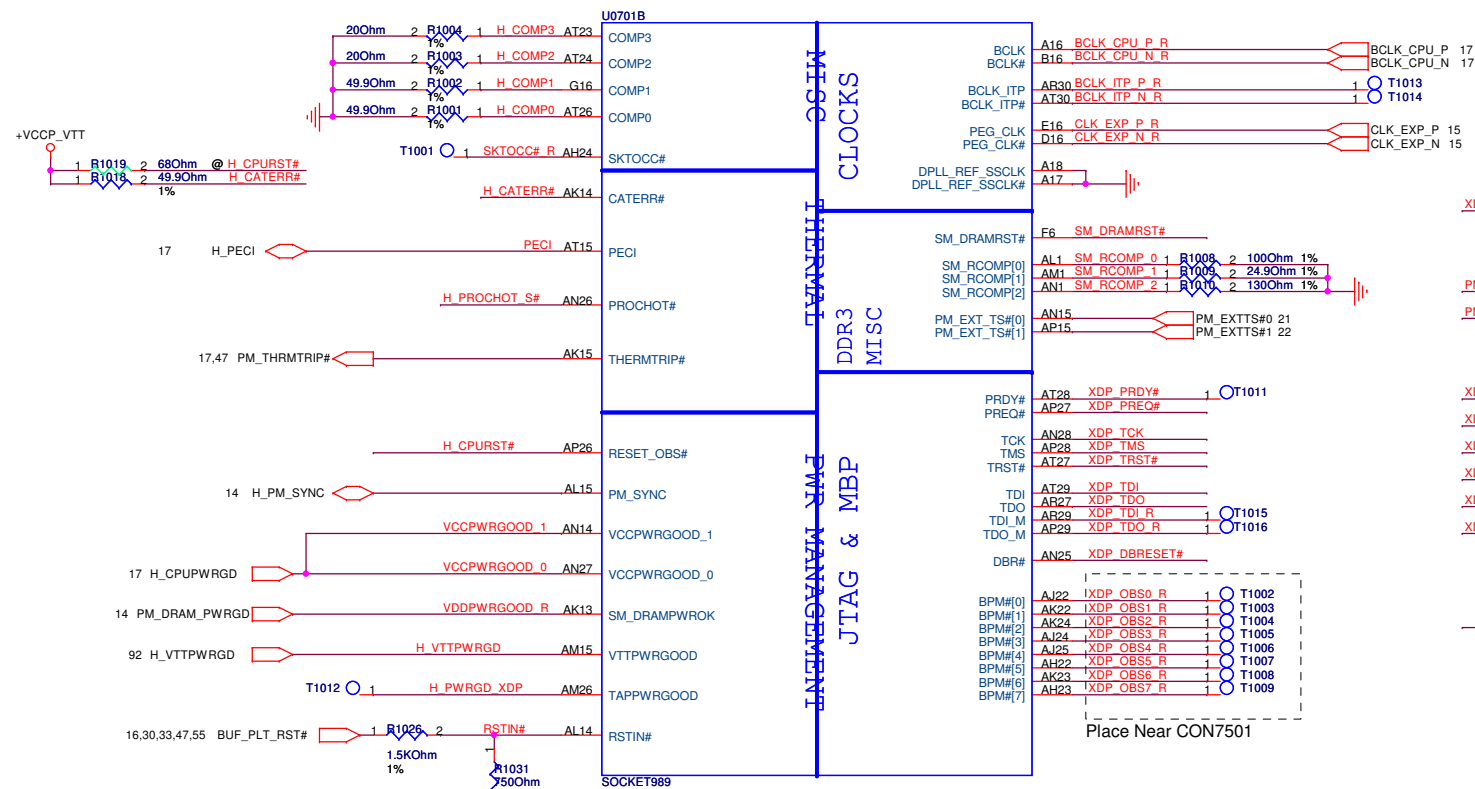 U0701B
20Ohm 2 R1004 1 H_COMP3 AT23 COMP3
1%
20Ohm 2 R1003 1 H_COMP2 AT24 COMP2
1%
49.9Ohm 2 R1002 1 H_COMP1 G16 COMP1
1%
49.9Ohm 2 R1001 1 H_COMP0 AT26 COMP0
1%
T1001 1 SKTOCC#_R AH24 SKTOCC#
+VCCP_VTT
1 R1019 2 68Ohm @ H_CPURST#
1 R1018 2 49.9Ohm H_CATERR#
1%
H_CATERR# AK14 CATERR#
17 H_PECI PECI AT15 PECI
H_PROCHOT_S# AN26 PROCHOT#
17,47 PM_THRMTRIP# AK15 THERMTRIP#
H_CPURST# AP26 RESET_OBS#
14 H_PM_SYNC AL15 PM_SYNC
VCCPWRGOOD_1 AN14 VCCPWRGOOD_1
17 H_CPUPWRGD VCCPWRGOOD_0 AN27 VCCPWRGOOD_0
14 PM_DRAM_PWRGD VDDPWRGOOD_R AK13 SM_DRAMPWROK
92 H_VTTPWRGD H_VTTPWRGD AM15 VTTPWRGOOD
T1012 1 H_PWRGD_XDP AM26 TAPPWRGOOD
16,30,33,47,55 BUF_PLT_RST# 1 R1026 2 RSTIN# AL14 RSTIN#
1.5KOhm
1%
1
R1031
750Ohm
SOCKET989
MISC
THERMAL
PWR MANAGEMENT
CLOCKS
DDR3
MISC
JTAG & MBP
BCLK A16 BCLK_CPU_P_R BCLK_CPU_P 17
BCLK# B16 BCLK_CPU_N_R BCLK_CPU_N 17
BCLK_ITP AR30 BCLK_ITP_P_R 1 T1013
BCLK_ITP# AT30 BCLK_ITP_N_R 1 T1014
PEG_CLK E16 CLK_EXP_P_R CLK_EXP_P 15
PEG_CLK# D16 CLK_EXP_N_R CLK_EXP_N 15
DPLL_REF_SSCLK A18
DPLL_REF_SSCLK# A17
SM_DRAMRST# F6 SM_DRAMRST#
SM_RCOMP[0] AL1 SM_RCOMP_0 1 R1008 2 100Ohm 1%
SM_RCOMP[1] AM1 SM_RCOMP_1 1 R1009 2 24.9Ohm 1%
SM_RCOMP[2] AN1 SM_RCOMP_2 1 R1010 2 130Ohm 1%
PM_EXT_TS#[0] AN15 PM_EXTTS#0 21
PM_EXT_TS#[1] AP15 PM_EXTTS#1 22
PRDY# AT28 XDP_PRDY# 1 T1011
PREQ# AP27 XDP_PREQ#
TCK AN28 XDP_TCK
TMS AP28 XDP_TMS
TRST# AT27 XDP_TRST#
TDI AT29 XDP_TDI
TDO AR27 XDP_TDO
TDI_M AR29 XDP_TDI_R 1 T1015
TDO_M AP29 XDP_TDO_R 1 T1016
DBR# AN25 XDP_DBRESET#
BPM#[0] AJ22 XDP_OBS0_R 1 T1002
BPM#[1] AK22 XDP_OBS1_R 1 T1003
BPM#[2] AK24 XDP_OBS2_R 1 T1004
BPM#[3] AJ24 XDP_OBS3_R 1 T1005
BPM#[4] AJ25 XDP_OBS4_R 1 T1006
BPM#[5] AH22 XDP_OBS5_R 1 T1007
BPM#[6] AK23 XDP_OBS6_R 1 T1008
BPM#[7] AH23 XDP_OBS7_R 1 T1009
Place Near CON7501